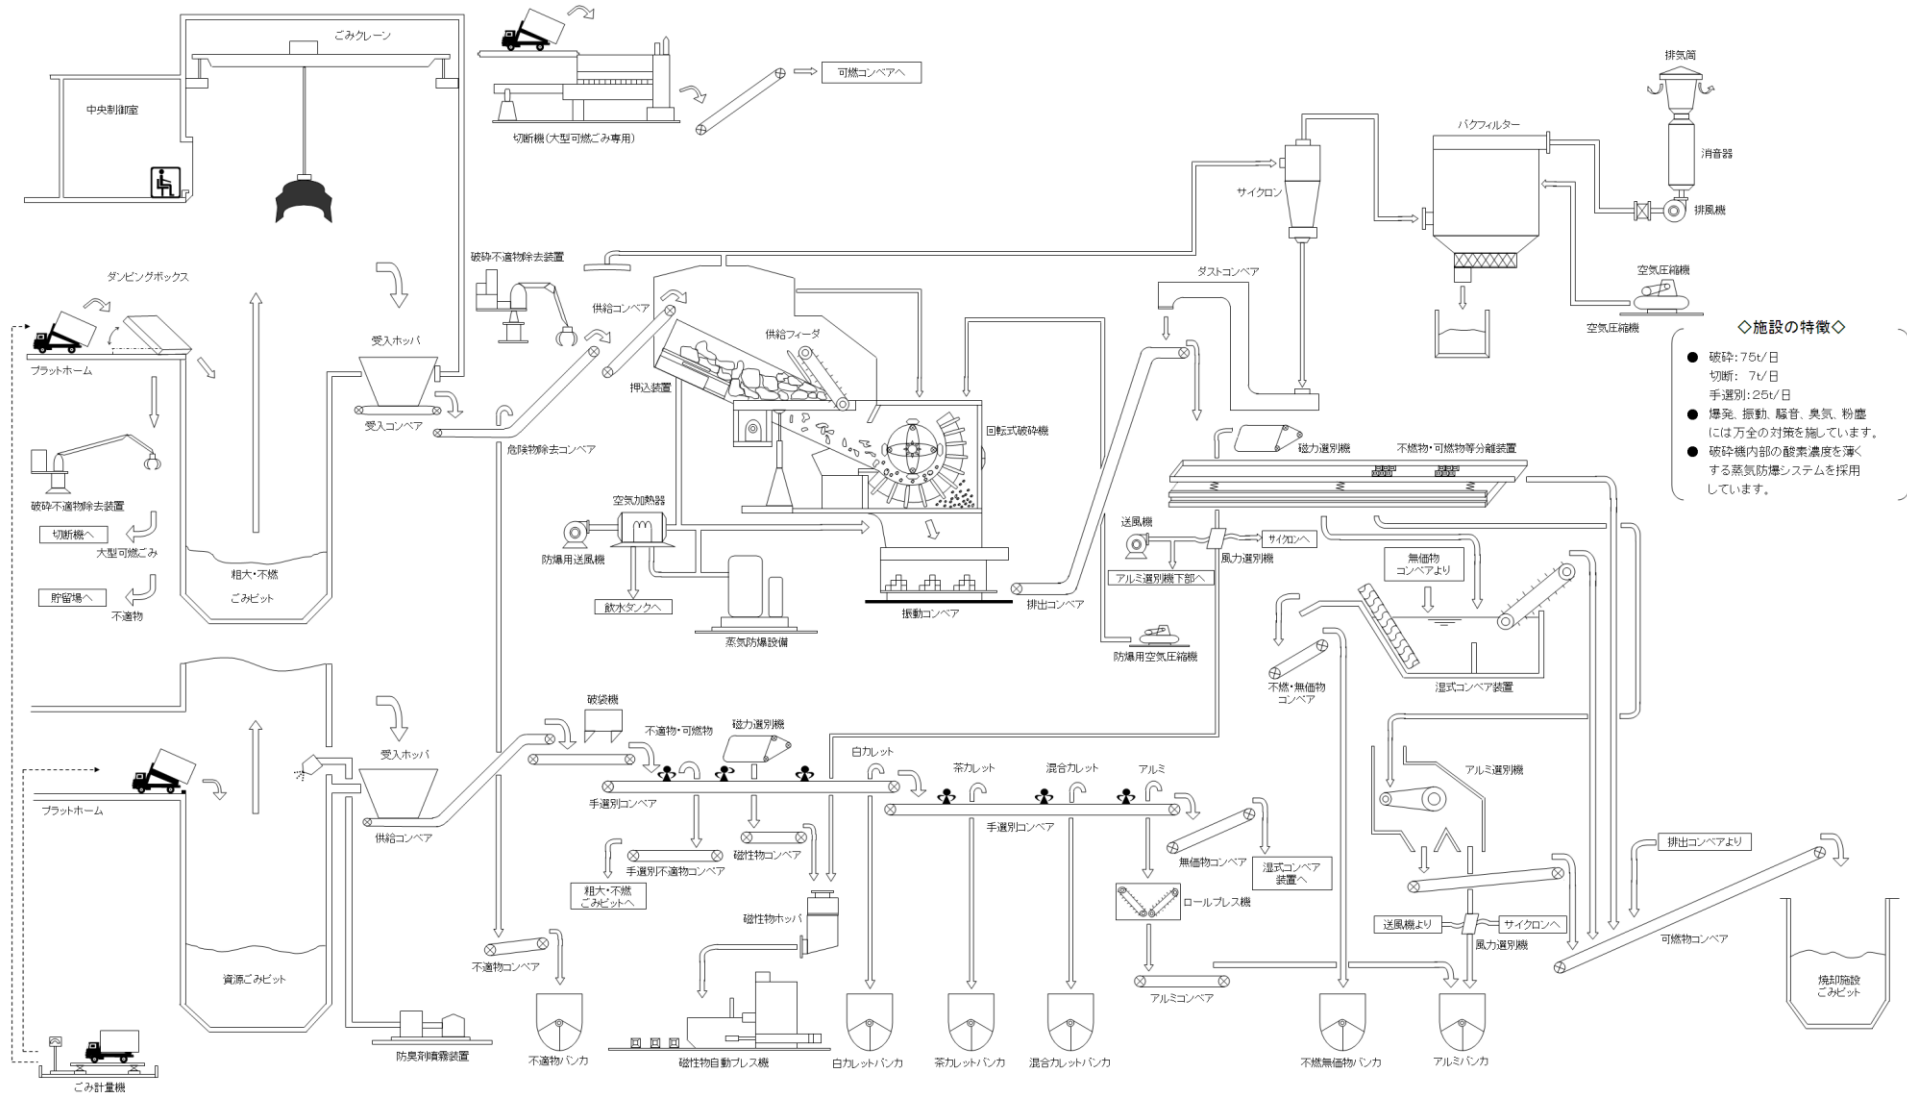 ごみクレーン
中央制御室
切断機(大型可燃ごみ専用)
可燃コンベアへ
排気筒
消音器
バグフィルター
サイクロン
排風機
空気圧縮機
空気圧縮機
ダンピングボックス
プラットホーム
受入ホッパ
受入コンベア
破砕不適物除去装置
供給コンベア
供給フィーダ
押込装置
危険物除去コンベア
回転式破砕機
ダストコンベア
磁力選別機
不燃物・可燃物等分離装置
◇施設の特徴◇
● 破砕:75t/日
切断: 7t/日
手選別:25t/日
● 爆発、振動、騒音、臭気、粉塵
には万全の対策を施しています。
● 破砕機内部の酸素濃度を薄く
する蒸気防爆システムを採用
しています。
破砕不適物除去装置
切断機へ
大型可燃ごみ
貯留場へ
不適物
粗大・不燃
ごみピット
空気加熱器
防爆用送風機
飲水タンクへ
蒸気防爆設備
振動コンベア
排出コンベア
送風機
風力選別機
サイクロンへ
アルミ選別機下部へ
防爆用空気圧縮機
無価物
コンベアより
不燃・無価物
コンベア
湿式コンベア装置
プラットホーム
受入ホッパ
供給コンベア
破袋機
不適物・可燃物
磁力選別機
白カレット
茶カレット
混合カレット
アルミ
手選別コンベア
手選別コンベア
磁性物コンベア
手選別不適物コンベア
粗大・不燃
ごみピットへ
無価物コンベア
湿式コンベア
装置へ
アルミ選別機
排出コンベアより
可燃物コンベア
送風機より
サイクロンへ
風力選別機
磁性物ホッパ
ロールプレス機
アルミコンベア
不適物コンベア
資源ごみピット
焼却施設
ごみピット
ごみ計量機
防臭剤噴霧装置
不適物バンカ
磁性物自動プレス機
白カレットバンカ
茶カレットバンカ
混合カレットバンカ
不燃無価物バンカ
アルミバンカ